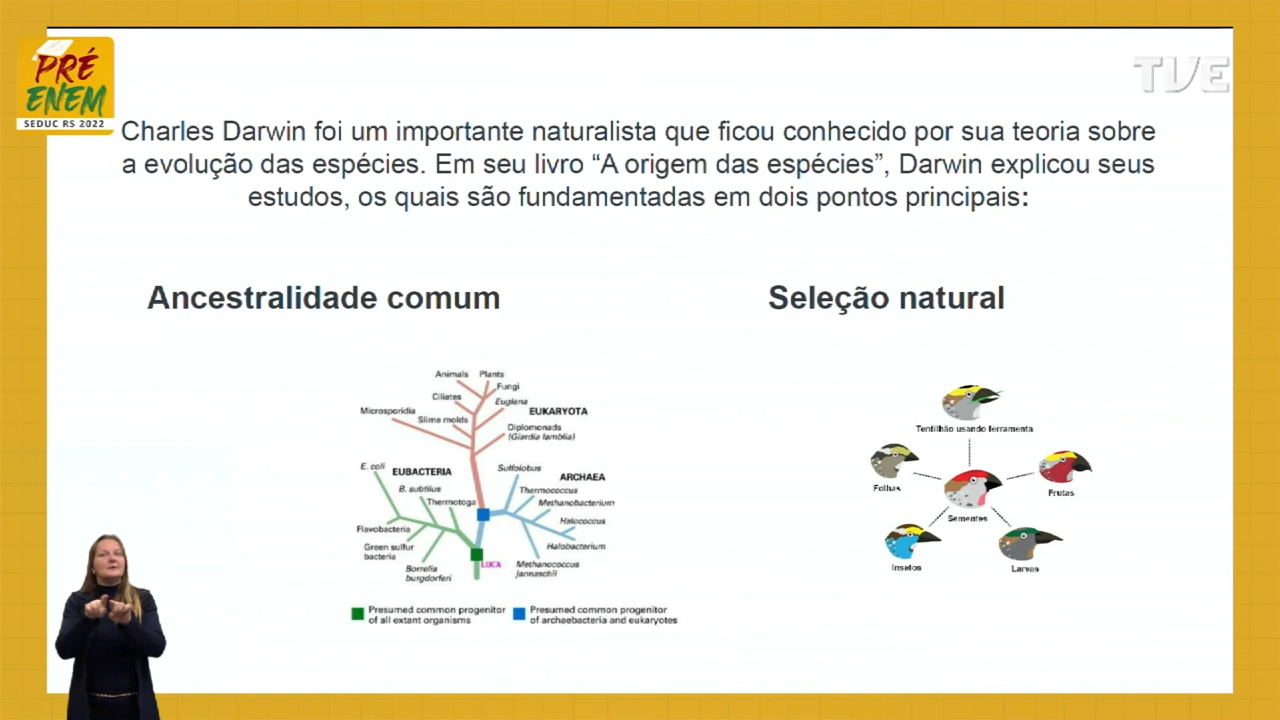 PRÉ
ENEM
SEDUC RS 2022
TVE
Charles Darwin foi um importante naturalista que ficou conhecido por sua teoria sobre
a evolução das espécies. Em seu livro “A origem das espécies”, Darwin explicou seus
estudos, os quais são fundamentadas em dois pontos principais:
Ancestralidade comum
Seleção natural
Animals Plants
Fungi
Ciliates
Euglena
Microsporidia
EUKARYOTA
Slime molds
Diplomonads
(Giardia lamblia)
E. coli
EUBACTERIA
Sulfolobus
ARCHAEA
B. subtilus
Thermococcus
Thermotoga
Methanobacterium
Flavobacteria
Halococcus
Green sulfur
bacteria
Halobacterium
Borrelia
burgdorferi
LUCA
Methanococcus
jannaschii
Presumed common progenitor
of all extant organisms
Presumed common progenitor
of archaebacteria and eukaryotes
Tentilhão usando ferramenta
Folhas
Frutas
Sementes
Insetos
Larvas